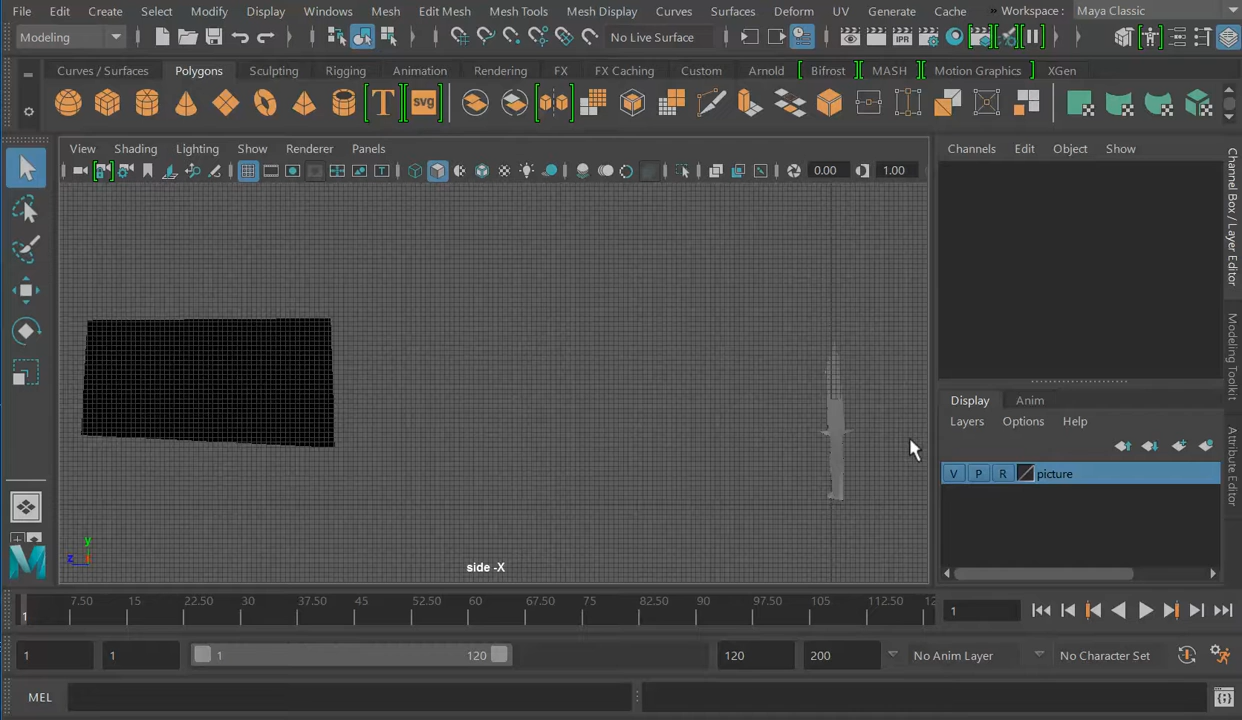 File Edit Create Select Modify Display Windows Mesh Edit Mesh Mesh Tools Mesh Display Curves Surfaces Deform UV Generate Cache Workspace : Maya Classic
Modeling No Live Surface
Curves / Surfaces Polygons Sculpting Rigging Animation Rendering FX FX Caching Custom Arnold Bifrost MASH Motion Graphics XGen
T svg
View Shading Lighting Show Renderer Panels
0.00 1.00
Channels Edit Object Show
Channel Box / Layer Editor
Modeling Toolkit
Attribute Editor
Display Anim
Layers Options Help
V P R picture
y
z
side -X
7.50 15 22.50 30 37.50 45 52.50 60 67.50 75 82.50 90 97.50 105 112.50 12
1
1
1 1 1 120 120 200 No Anim Layer No Character Set
MEL